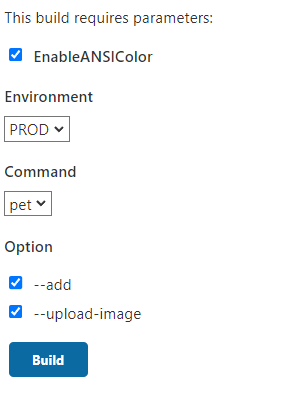 This build requires parameters:
EnableANSIColor
Environment
PROD
Command
pet
Option
--add
--upload-image
Build